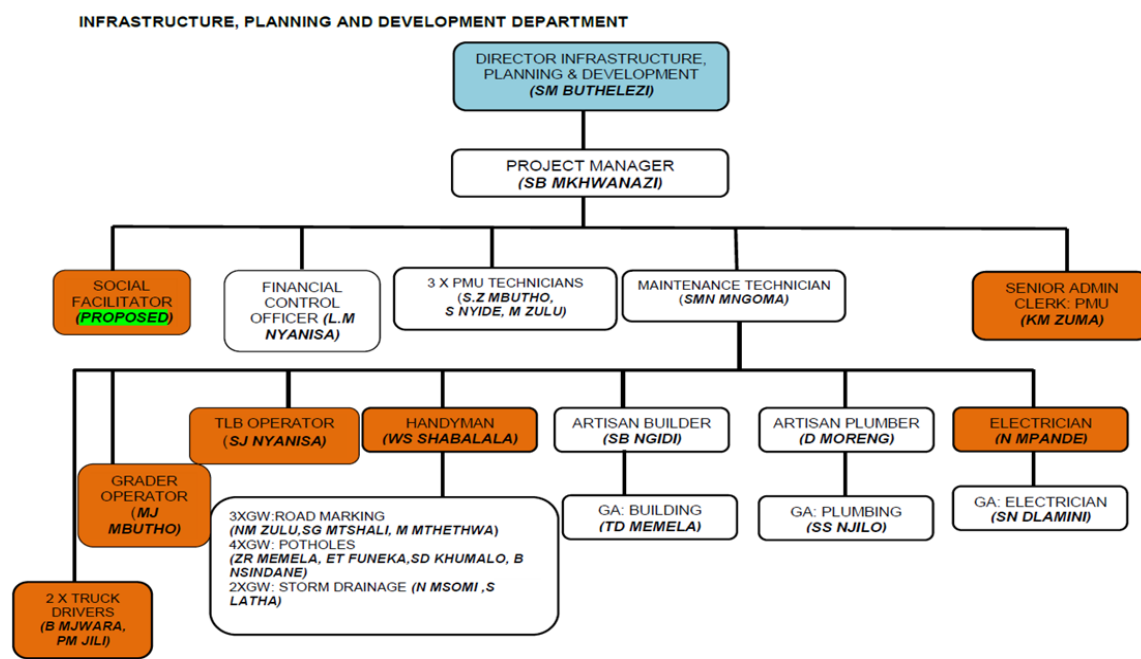 INFRASTRUCTURE, PLANNING AND DEVELOPMENT DEPARTMENT
DIRECTOR INFRASTRUCTURE,
PLANNING & DEVELOPMENT
(SM BUTHELEZI)
PROJECT MANAGER
(SB MKHWANAZI)
SOCIAL
FACILITATOR
(PROPOSED)
FINANCIAL
CONTROL
OFFICER (L.M
NYANISA)
3 X PMU TECHNICIANS
(S.Z MBUTHO,
S NYIDE, M ZULU)
MAINTENANCE TECHNICIAN
(SMN MNGOMA)
SENIOR ADMIN
CLERK: PMU
(KM ZUMA)
TLB OPERATOR
(SJ NYANISA)
HANDYMAN
(WS SHABALALA)
ARTISAN BUILDER
(SB NGIDI)
ARTISAN PLUMBER
(D MORENG)
ELECTRICIAN
(N MPANDE)
GRADER
OPERATOR
(MJ
MBUTHO)
3XGW:ROAD MARKING
(NM ZULU,SG MTSHALI, M MTHETHWA)
4XGW: POTHOLES
(ZR MEMELA, ET FUNEKA,SD KHUMALO, B
NSINDANE)
2XGW: STORM DRAINAGE (N MSOMI ,S
LATHA)
GA: BUILDING
(TD MEMELA)
GA: PLUMBING
(SS NJILO)
GA: ELECTRICIAN
(SN DLAMINI)
2 X TRUCK
DRIVERS
(B MJWARA,
PM JILI)